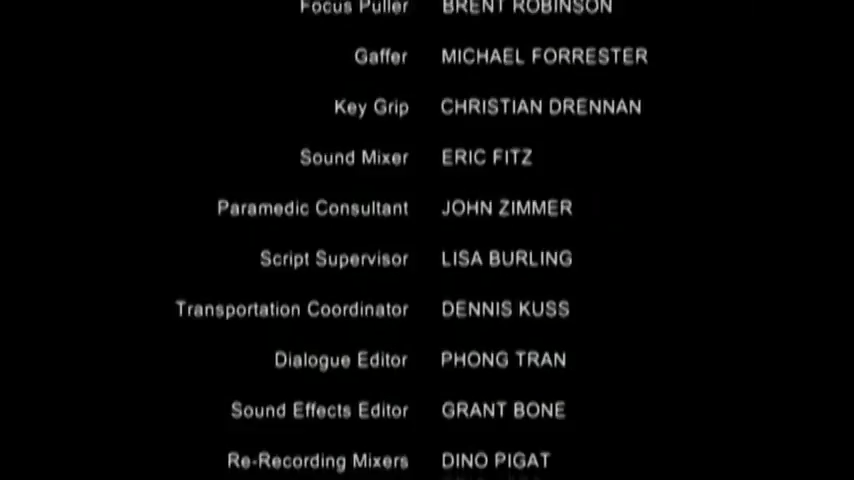 Focus Puller BRENT ROBINSON
Gaffer MICHAEL FORRESTER
Key Grip CHRISTIAN DRENNAN
Sound Mixer ERIC FITZ
Paramedic Consultant JOHN ZIMMER
Script Supervisor LISA BURLING
Transportation Coordinator DENNIS KUSS
Dialogue Editor PHONG TRAN
Sound Effects Editor GRANT BONE
Re-Recording Mixers DINO PIGAT